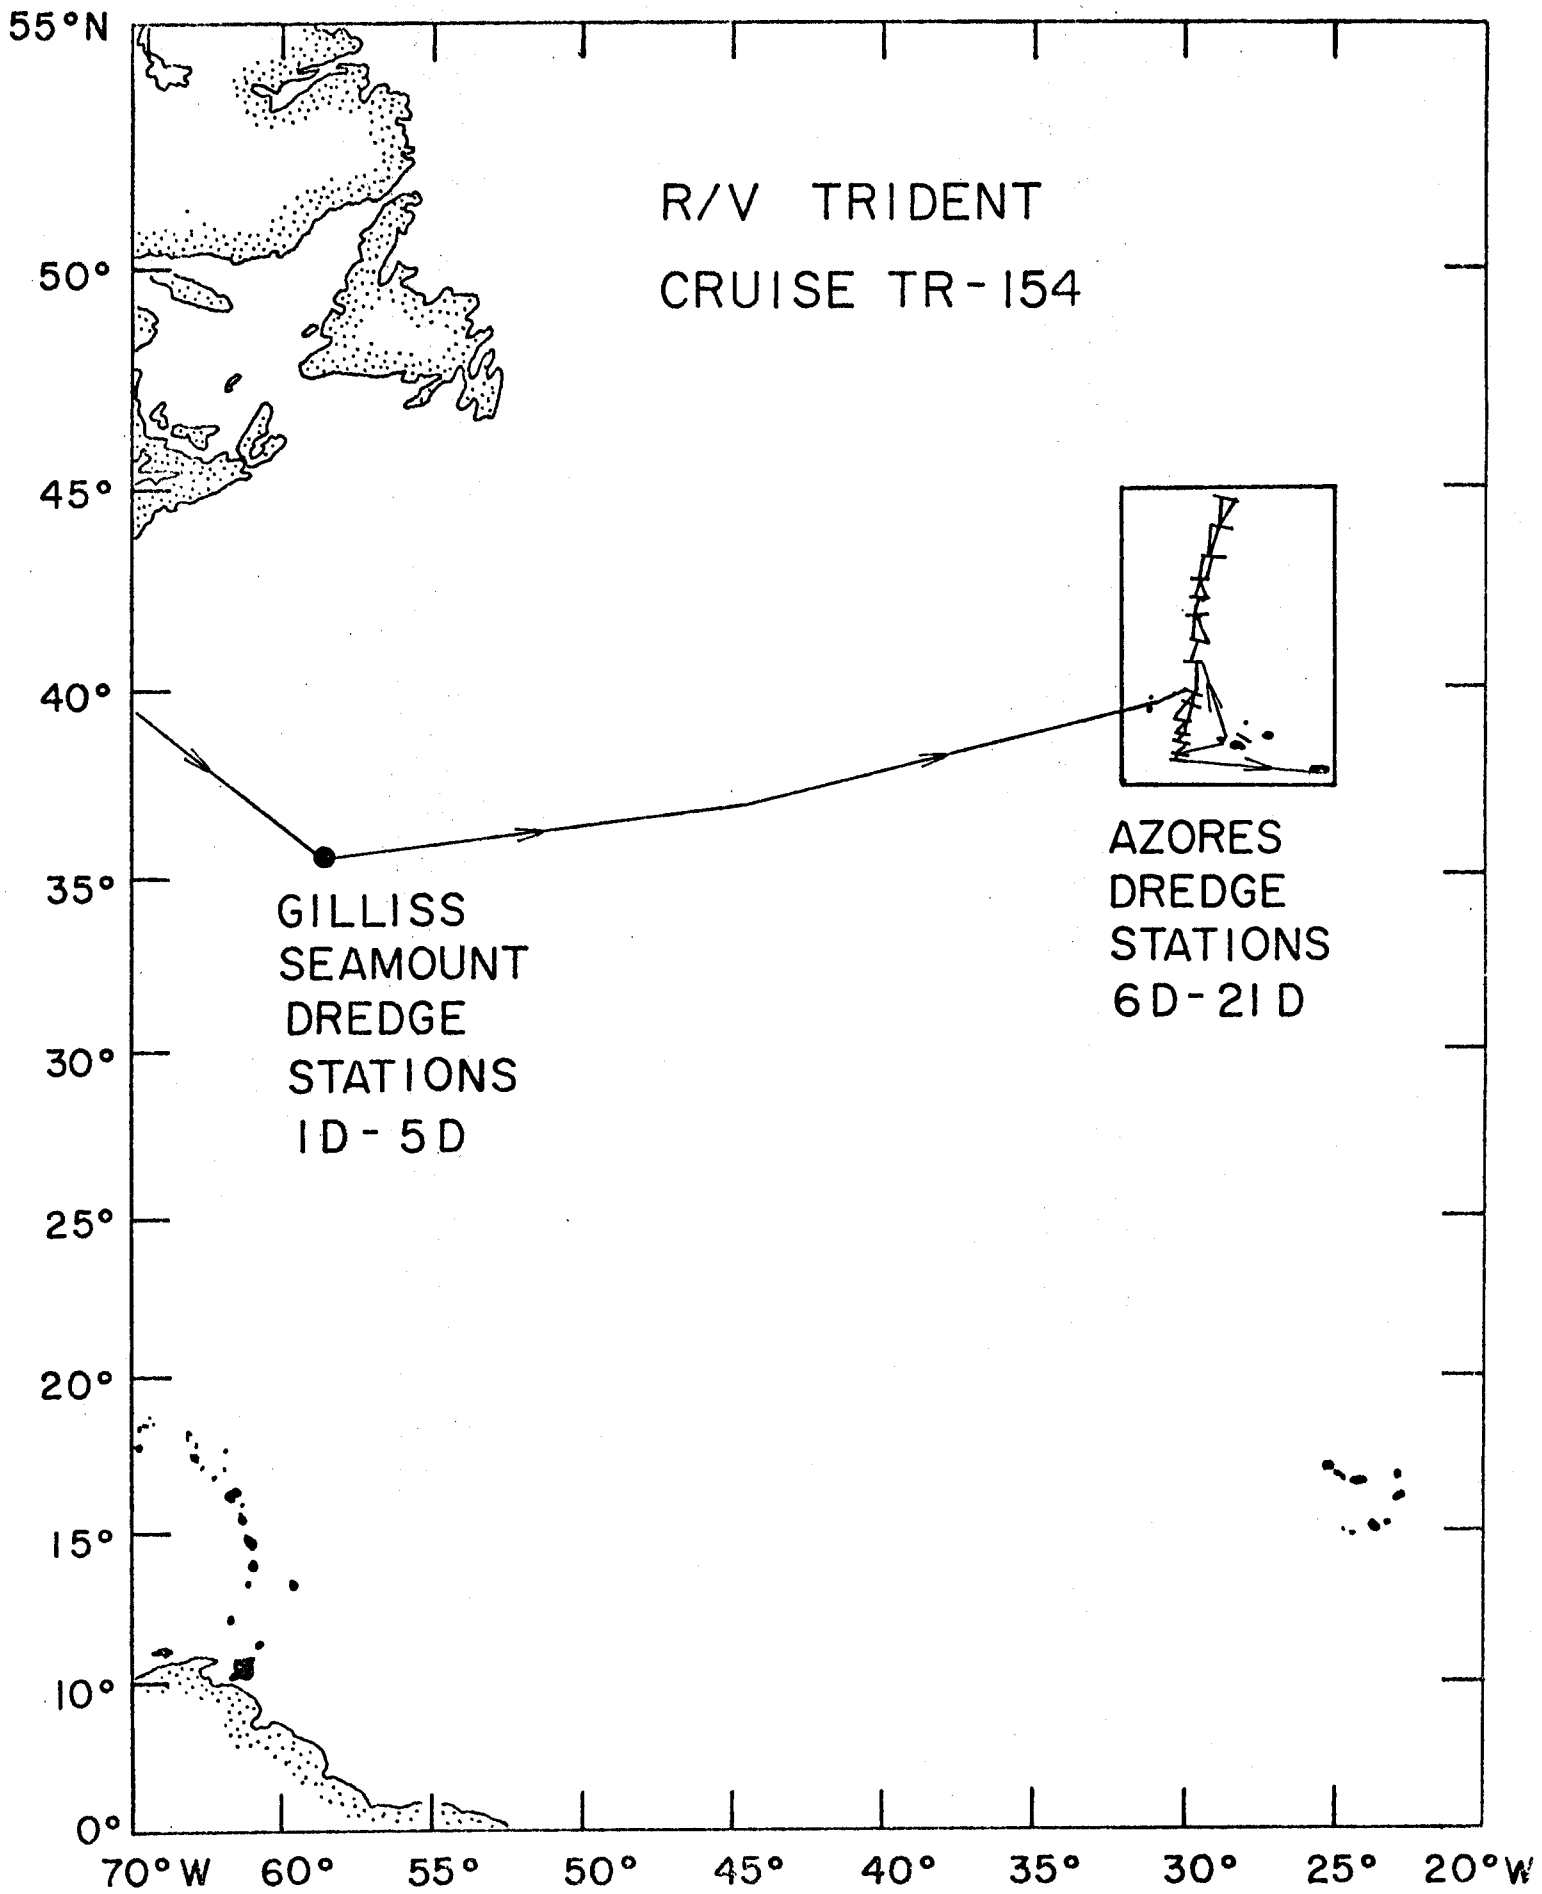 55°N
R/V TRIDENT
CRUISE TR-154
50°
45°
40°
AZORES
DREDGE
STATIONS
6D-21D
35°
GILLISS
SEAMOUNT
DREDGE
STATIONS
1D-5D
30°
25°
20°
15°
10°
0°
70°W 60° 55° 50° 45° 40° 35° 30° 25° 20°W